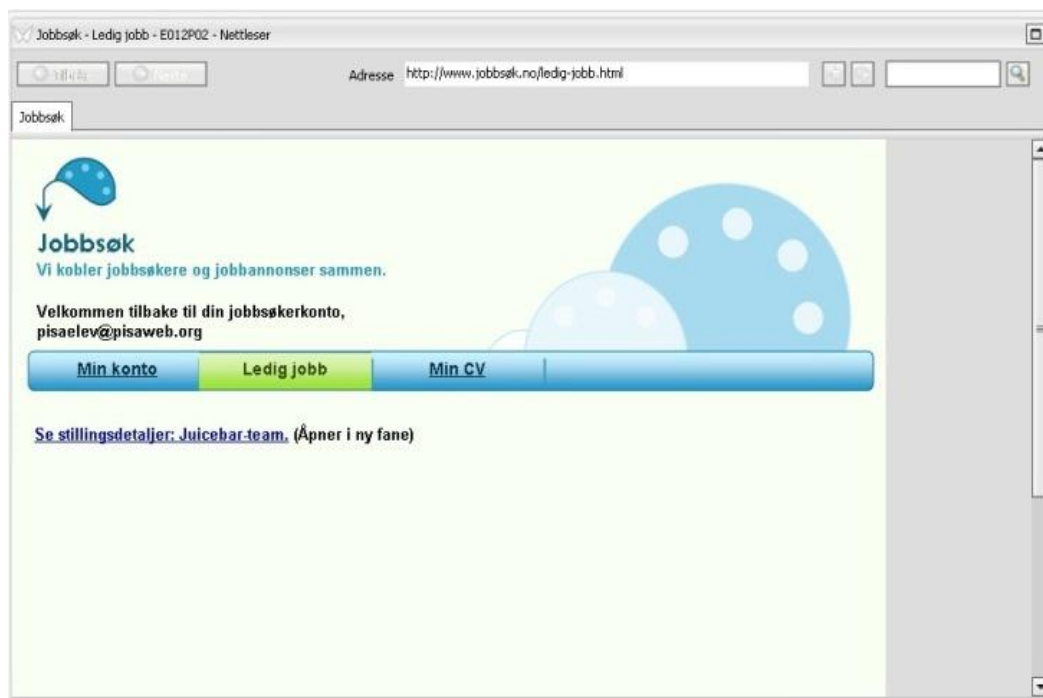 Jobbsøk - Ledig jobb - E012P02 - Nettleser
Adresse http://www.jobbsøk.no/ledig-jobb.html
Jobbsøk
Jobbsøk
Vi kobler jobbsøkere og jobbannonser sammen.
Velkommen tilbake til din jobbsøkerkonto,
pisaelev@pisaweb.org
Min konto Ledig jobb Min CV
Se stillingsdetaljer: Juicebar-team. (Åpner i ny fane)